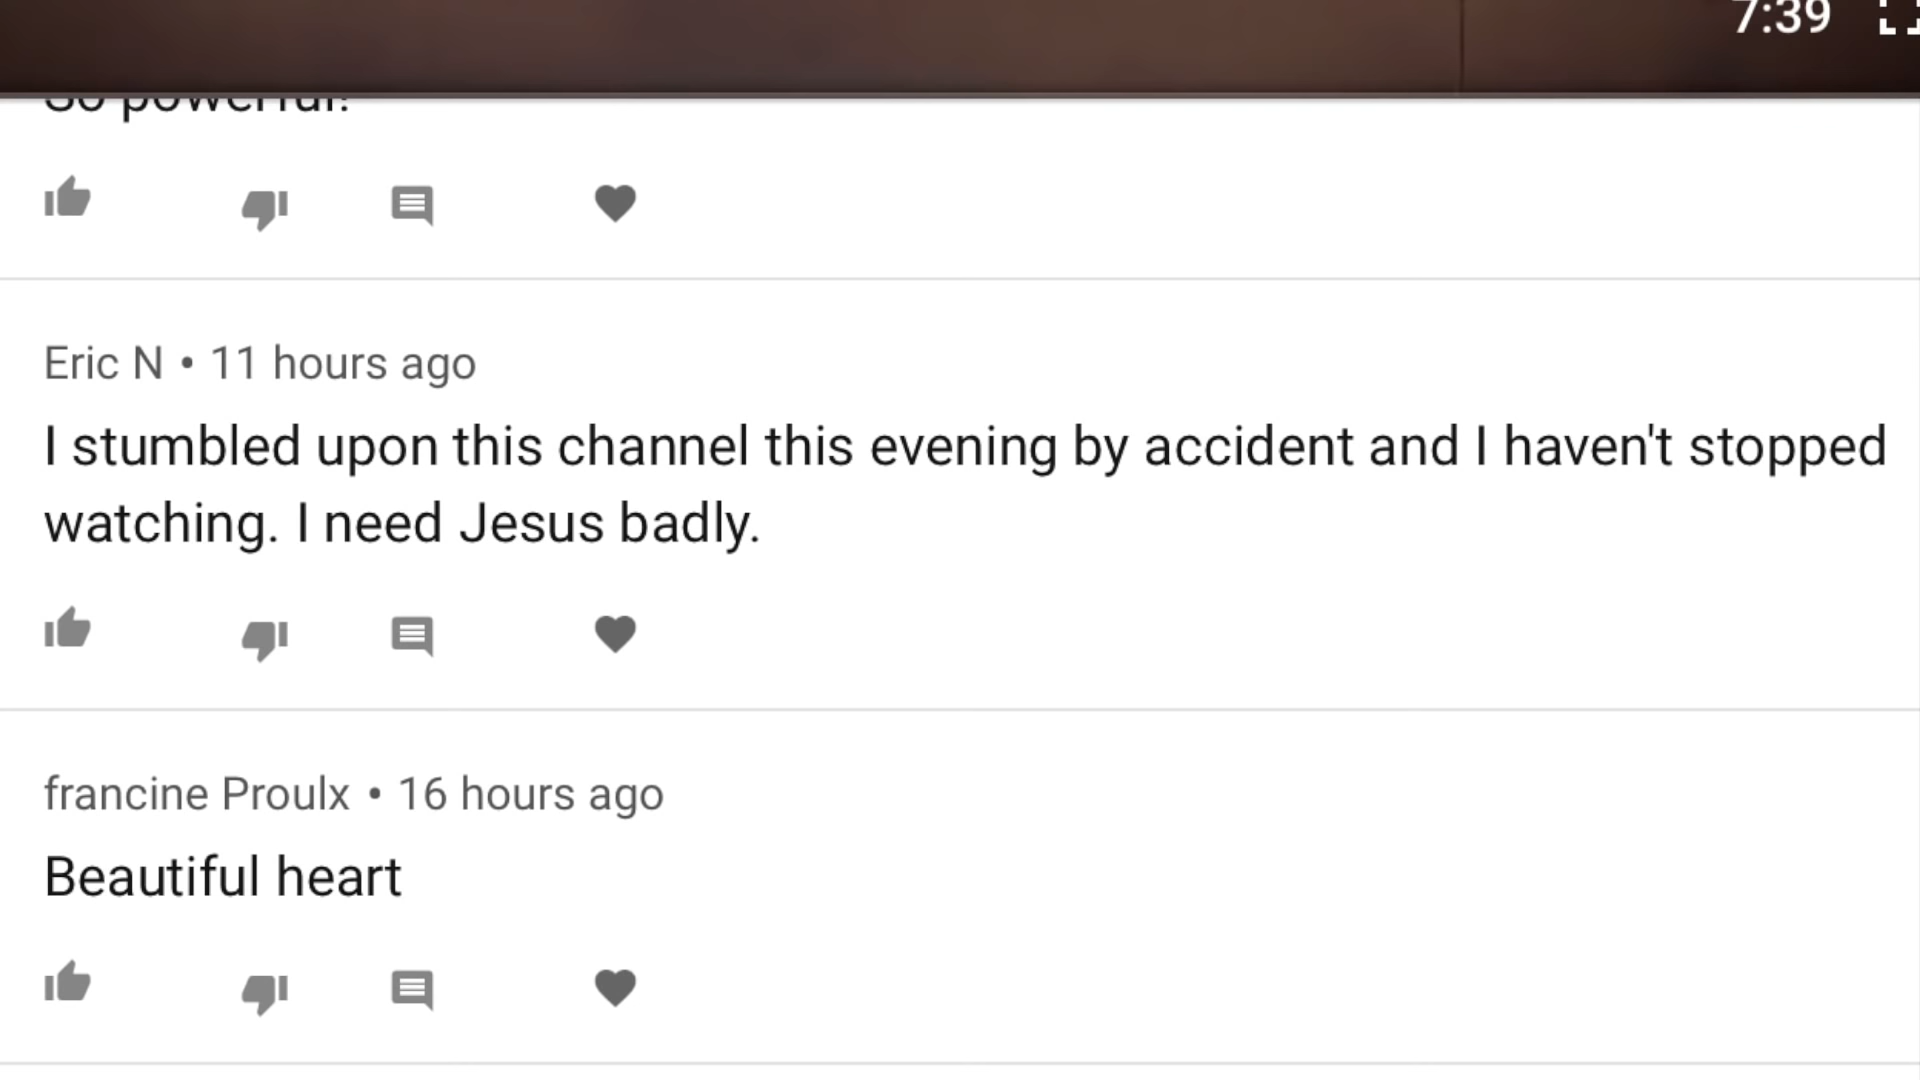 7:39
So powerful!
Eric N • 11 hours ago
I stumbled upon this channel this evening by accident and I haven't stopped
watching. I need Jesus badly.
francine Proulx • 16 hours ago
Beautiful heart